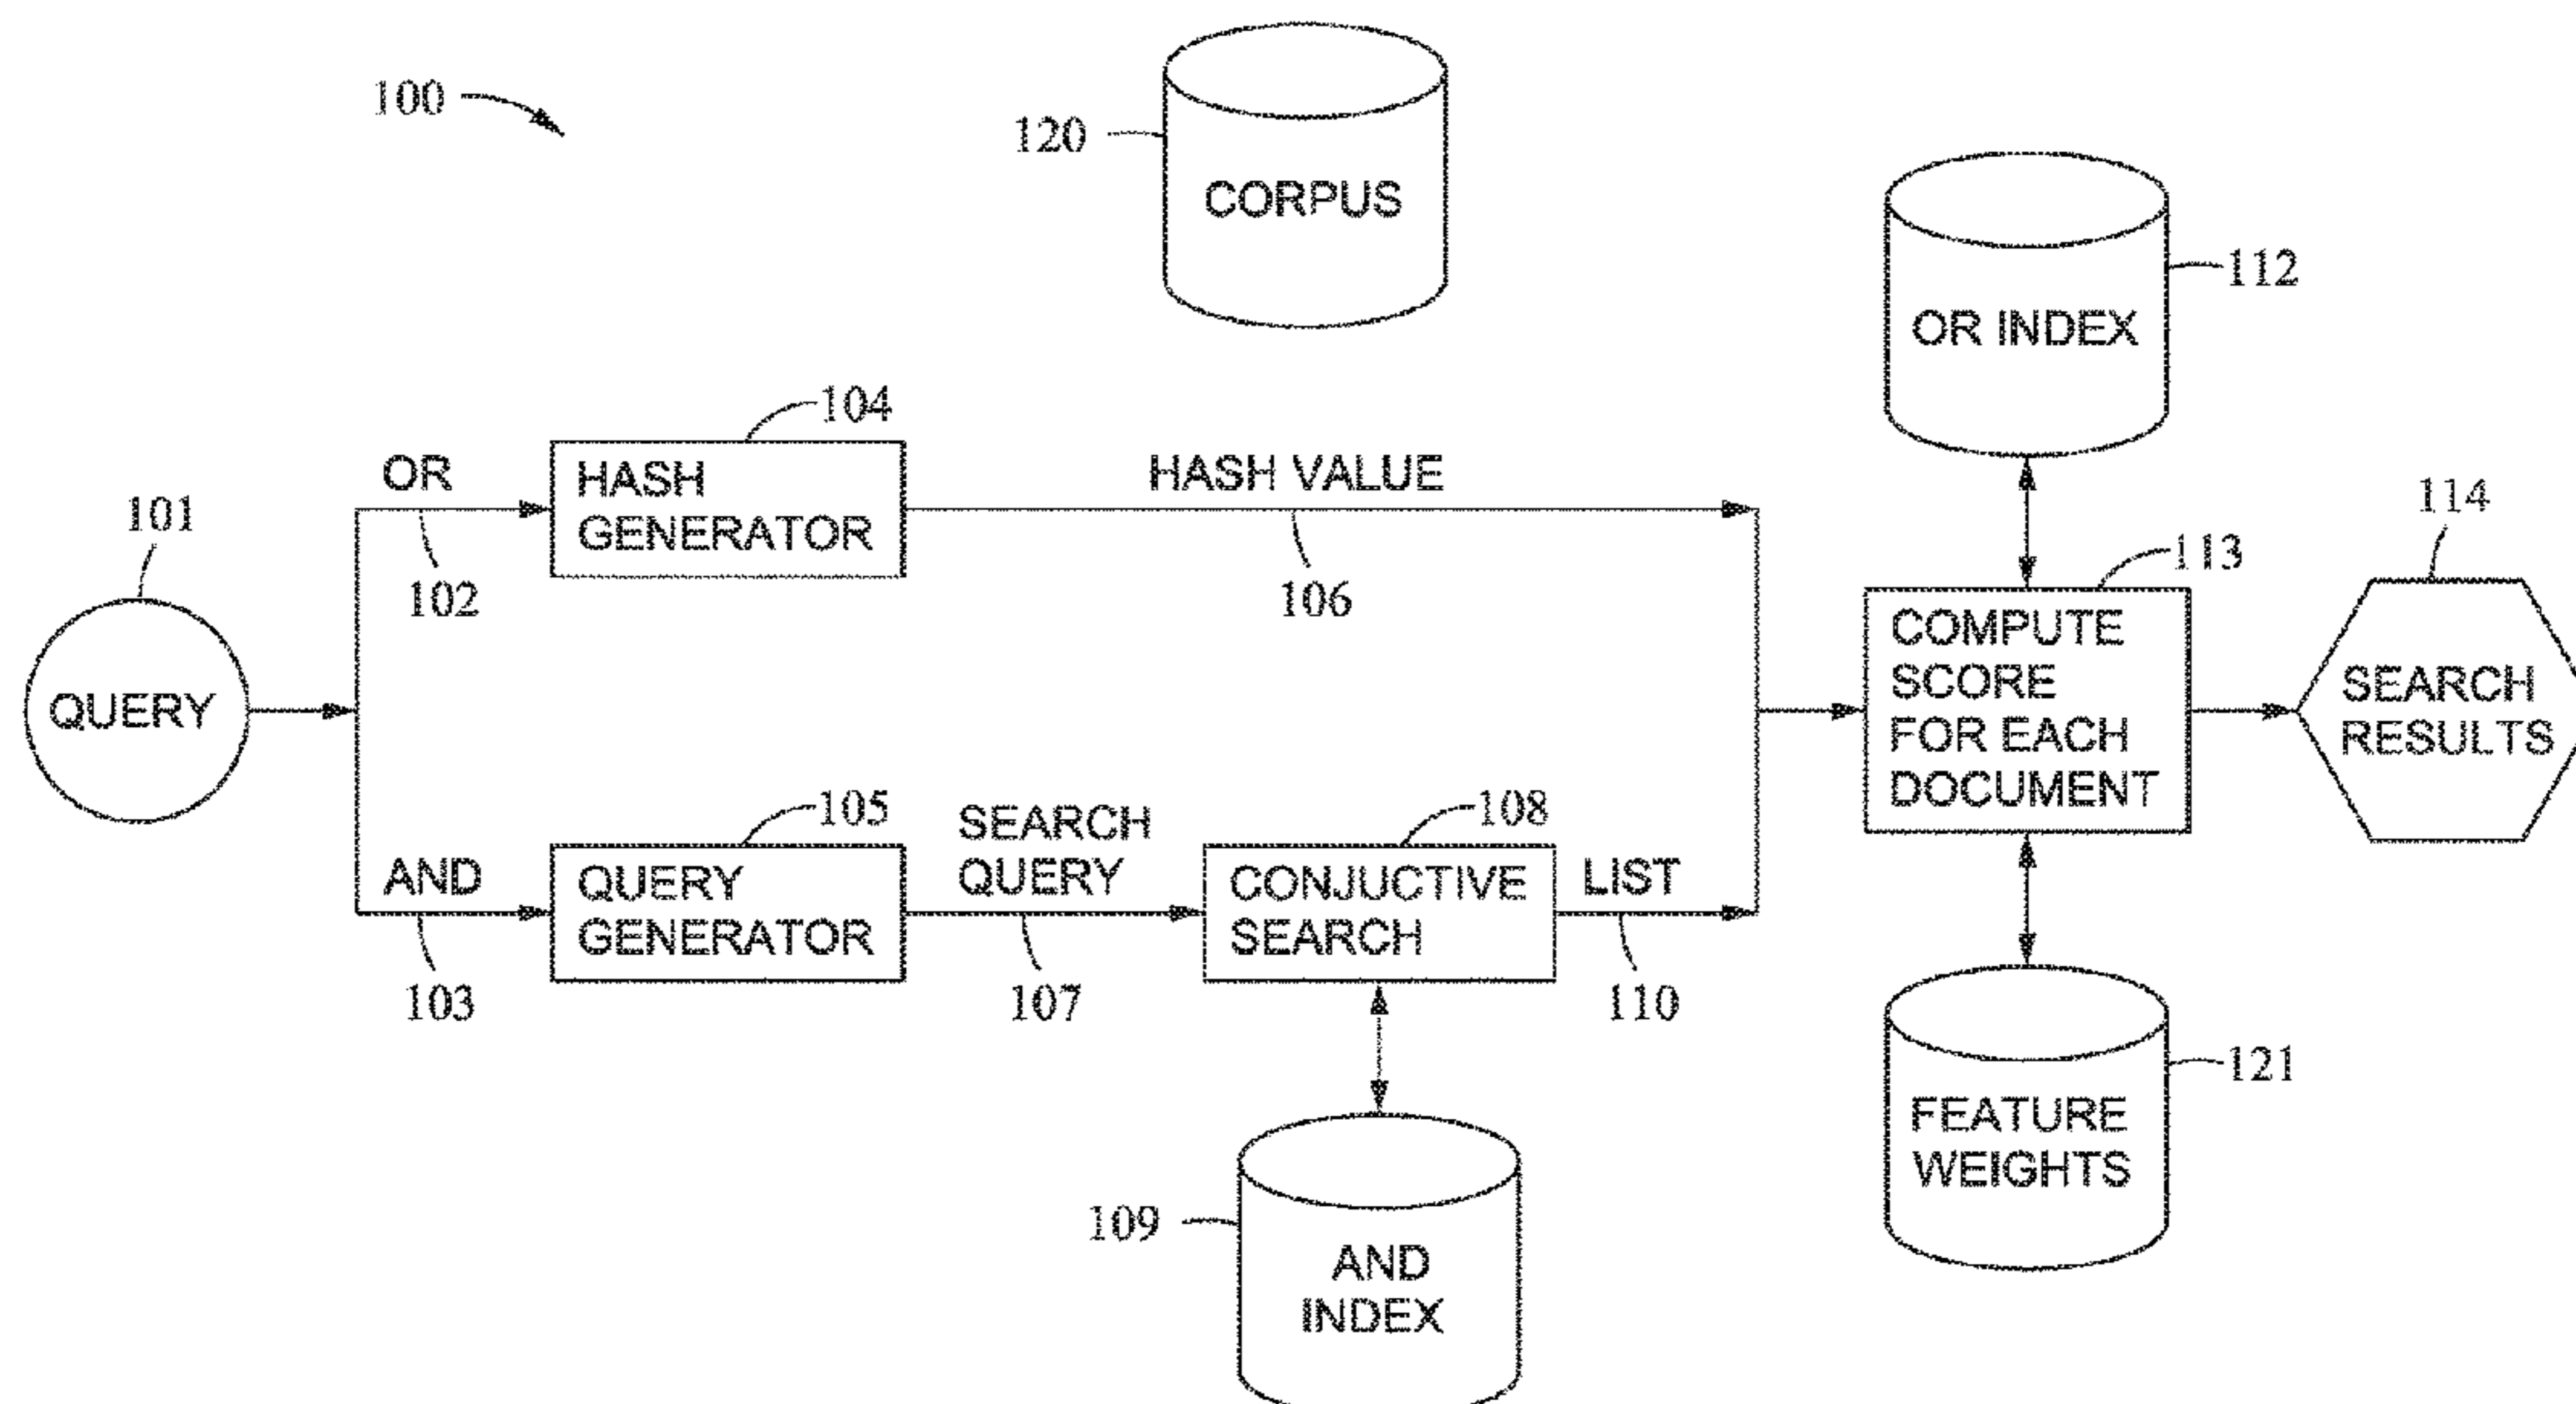 100
120
CORPUS
112
OR INDEX
104
OR
HASH
GENERATOR
HASH VALUE
101
102
106
114
113
QUERY
COMPUTE
SCORE
FOR EACH
DOCUMENT
SEARCH
RESULTS
105
SEARCH
QUERY
108
AND
QUERY
GENERATOR
CONJUCTIVE
SEARCH
LIST
103
107
110
121
FEATURE
WEIGHTS
109
AND
INDEX